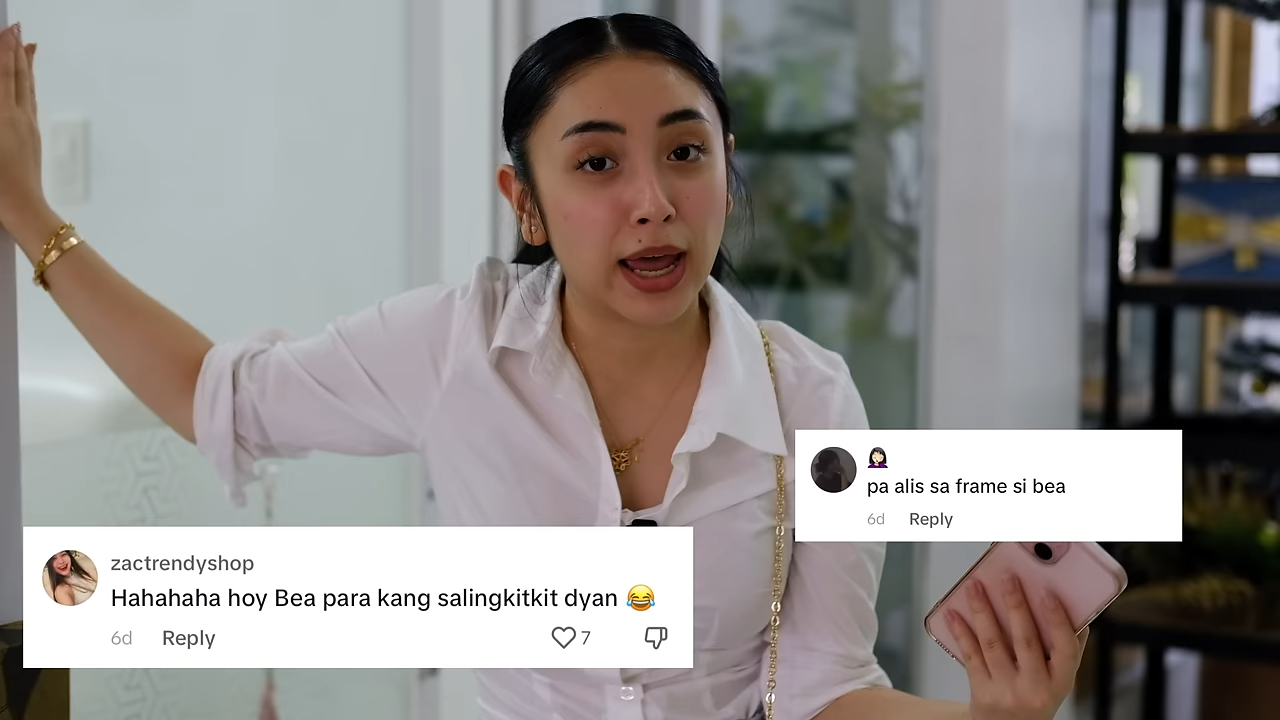 zactrendyshop
Hahahaha hoy Bea para kang salingkitkit dyan 😂
6d Reply 7
🤦🏻‍♀️
pa alis sa frame si bea
6d Reply